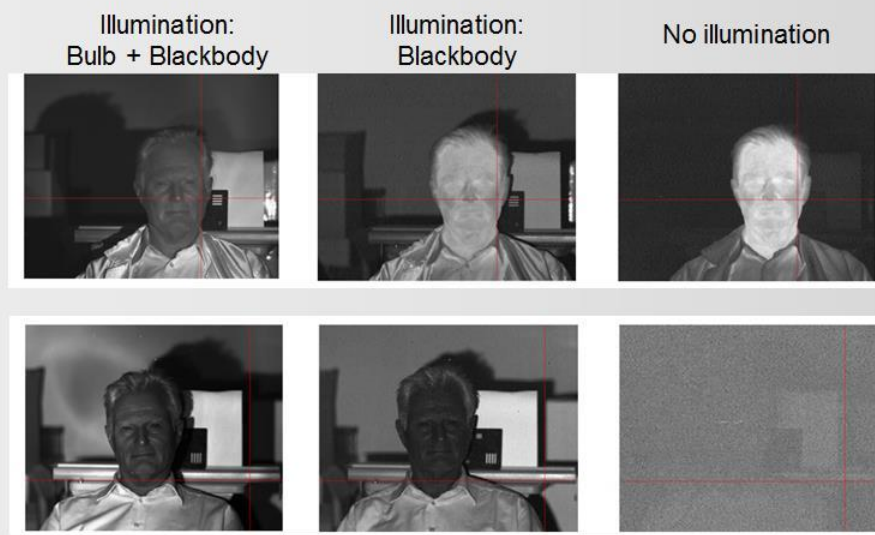 Illumination:
Bulb + Blackbody
Illumination:
Blackbody
No illumination